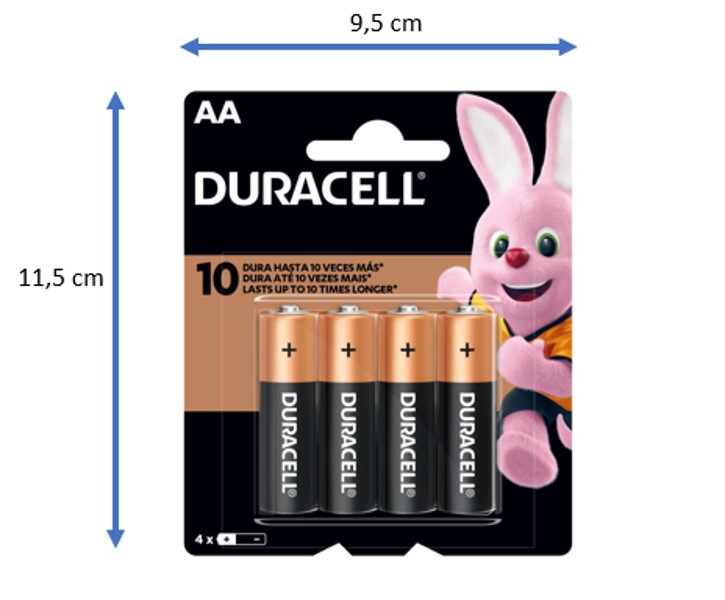 9,5 cm
AA
DURACELL®
11,5 cm
10
DURA HASTA 10 VECES MÁS*
DURA ATÉ 10 VEZES MAIS*
LASTS UP TO 10 TIMES LONGER*
+ + + +
DURACELL®
DURACELL®
DURACELL®
DURACELL®
4 x + -